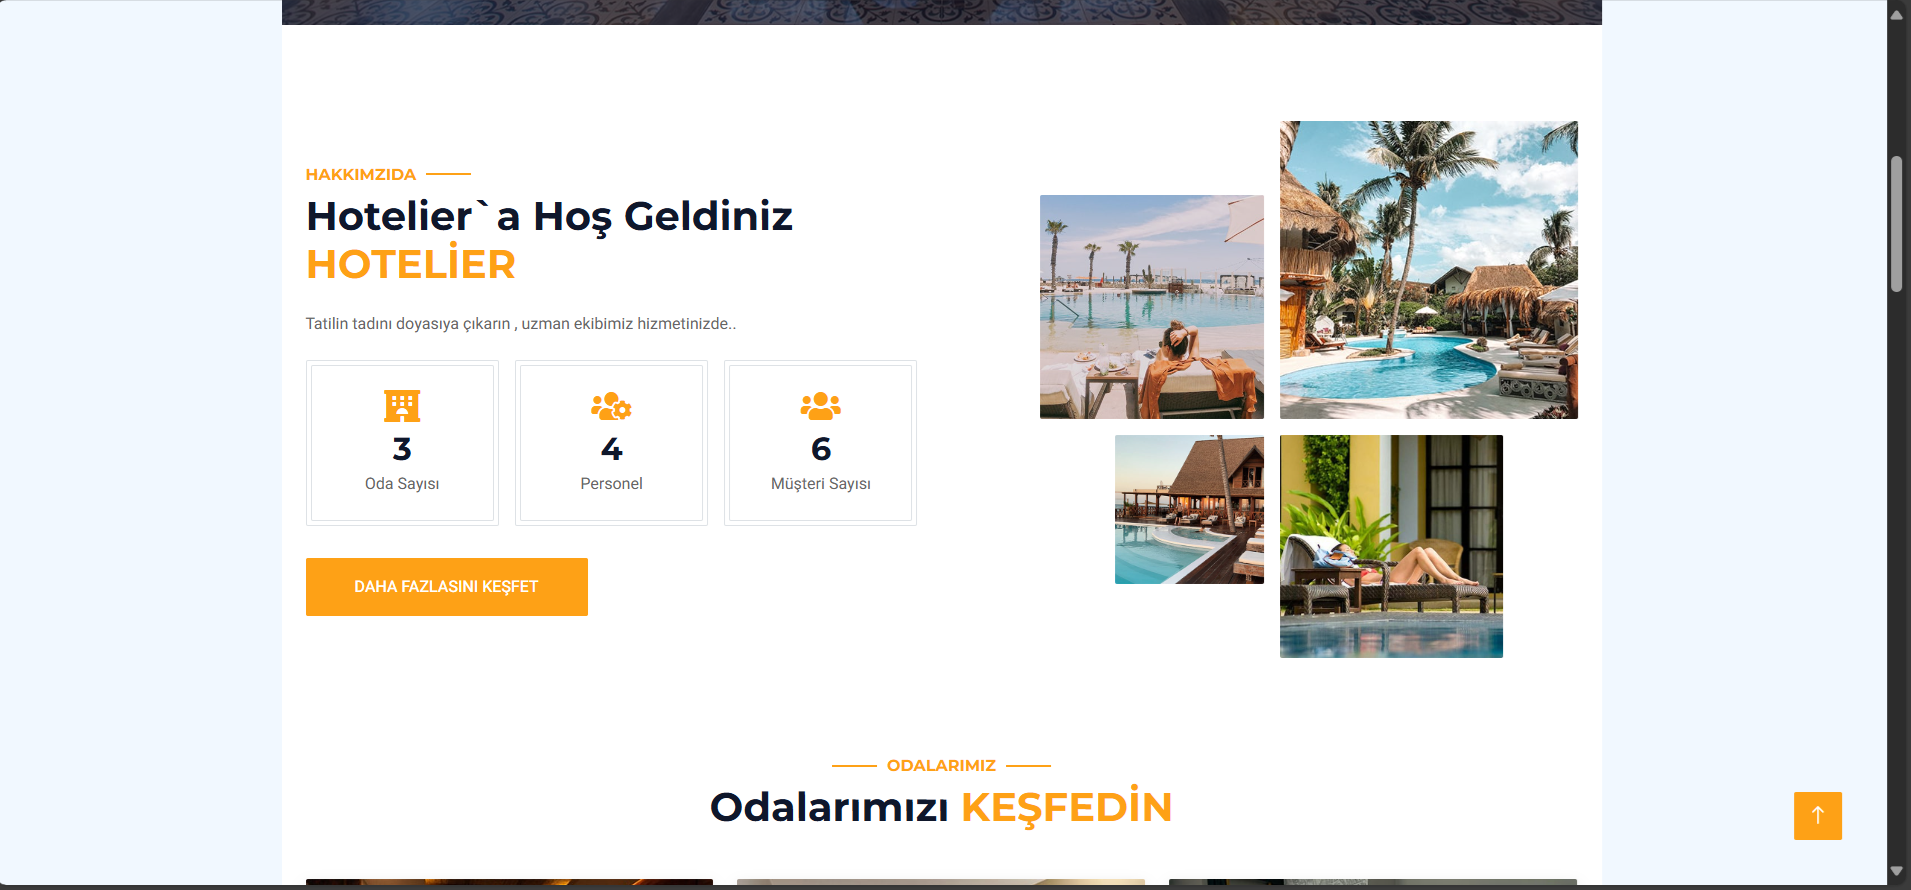 HAKKIMZIDA
Hotelier`a Hoş Geldiniz
HOTELİER
Tatilin tadını doyasıya çıkarın , uzman ekibimiz hizmetinizde..
3
Oda Sayısı
4
Personel
6
Müşteri Sayısı
DAHA FAZLASINI KEŞFET
ODALARIMIZ
Odalarımızı KEŞFEDİN